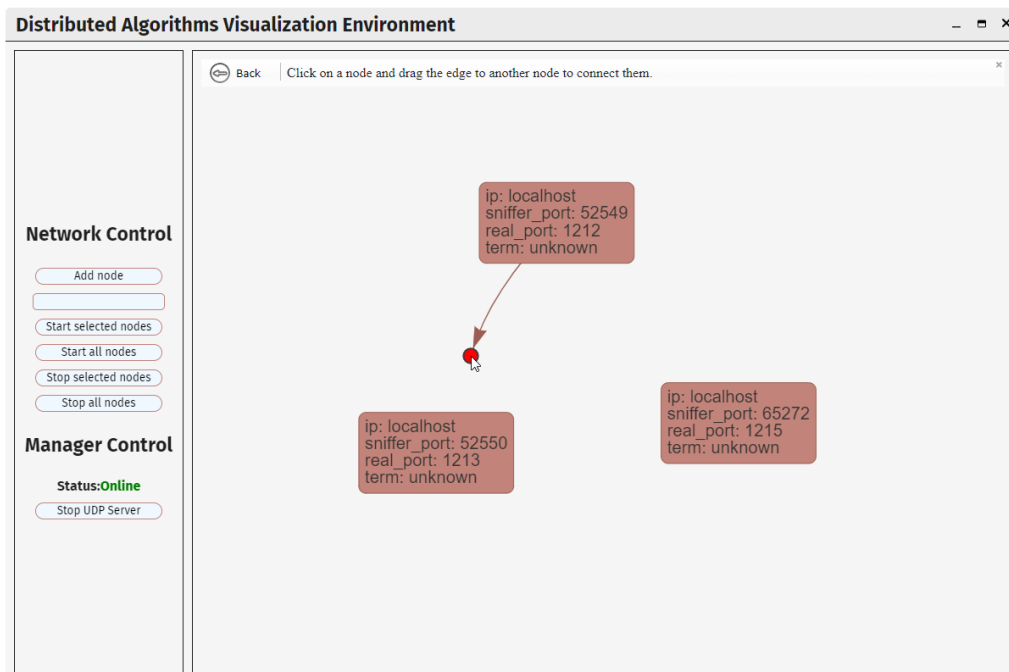 Distributed Algorithms Visualization Environment
Back
Click on a node and drag the edge to another node to connect them.
Network Control
Add node
Start selected nodes
Start all nodes
Stop selected nodes
Stop all nodes
Manager Control
Status:Online
Stop UDP Server
ip: localhost
sniffer_port: 52549
real_port: 1212
term: unknown
ip: localhost
sniffer_port: 52550
real_port: 1213
term: unknown
ip: localhost
sniffer_port: 65272
real_port: 1215
term: unknown